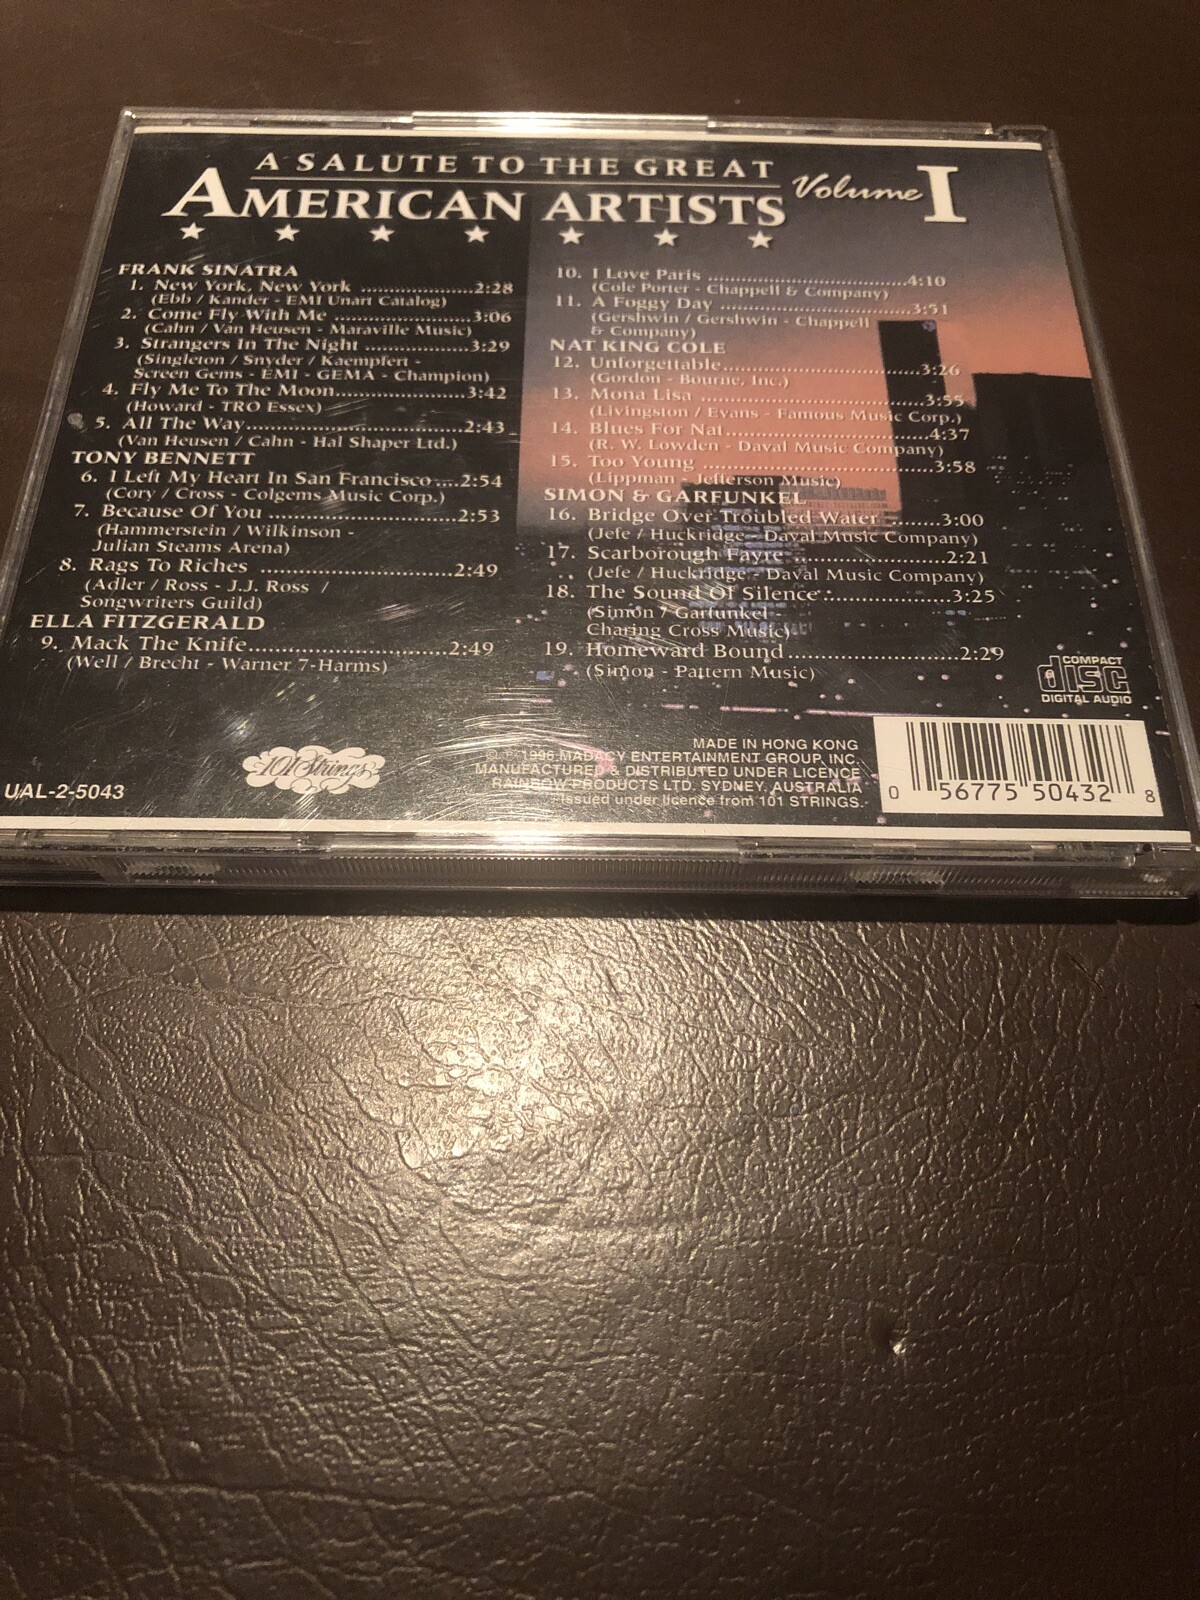 A SALUTE TO THE GREAT
AMERICAN ARTISTS
Volume I
FRANK SINATRA
1. New York, New York ....................2:28
(Ebb / Kander - EMI Unart Catalog)
2. Come Fly With Me ........................3:06
(Cahn / Van Heusen - Maraville Music)
3. Strangers In The Night ..................3:29
(Singleton / Snyder / Kaempfert -
Screen Gems - EMI - GEMA - Champion)
4. Fly Me To The Moon.....................3:42
(Howard - TRO Essex)
5. All The Way...................................2:43
(Van Heusen / Cahn - Hal Shaper Ltd.)
TONY BENNETT
6. I Left My Heart In San Francisco....2:54
(Cory / Cross - Colgems Music Corp.)
7. Because Of You .............................2:53
(Hammerstein / Wilkinson -
Julian Steams Arena)
8. Rags To Riches ..............................2:49
(Adler / Ross - J.J. Ross /
Songwriters Guild)
ELLA FITZGERALD
9. Mack The Knife..............................2:49
(Well / Brecht - Warner 7-Harms)
10. I Love Paris ..............................4:10
(Cole Porter - Chappell & Company)
11. A Foggy Day ..............................3:51
(Gershwin / Gershwin - Chappell
& Company)
NAT KING COLE
12. Unforgettable..............................3:26
(Gordon - Bourne, Inc.)
13. Mona Lisa ..................................3:55
(Livingston / Evans - Famous Music Corp.)
14. Blues For Nat..............................4:37
(R. W. Lowden - Daval Music Company)
15. Too Young ..................................3:58
(Lippman - Jefferson Music)
SIMON & GARFUNKEL
16. Bridge Over Troubled Water ........3:00
(Jefe / Huckridge - Daval Music Company)
17. Scarborough Fayre........................2:21
(Jefe / Huckridge - Daval Music Company)
18. The Sound Of Silence....................3:25
(Simon / Garfunkel
Charing Cross Music)
19. Homeward Bound........................2:29
(Simon - Pattern Music)
COMPACT
disc
DIGITAL AUDIO
101 Strings
UAL-2-5043
MADE IN HONG KONG
© ℗ 1996 MADACY ENTERTAINMENT GROUP, INC.
MANUFACTURED & DISTRIBUTED UNDER LICENCE
RAINBOW PRODUCTS LTD. SYDNEY, AUSTRALIA
Issued under licence from 101 STRINGS.
0 56775 50432 8